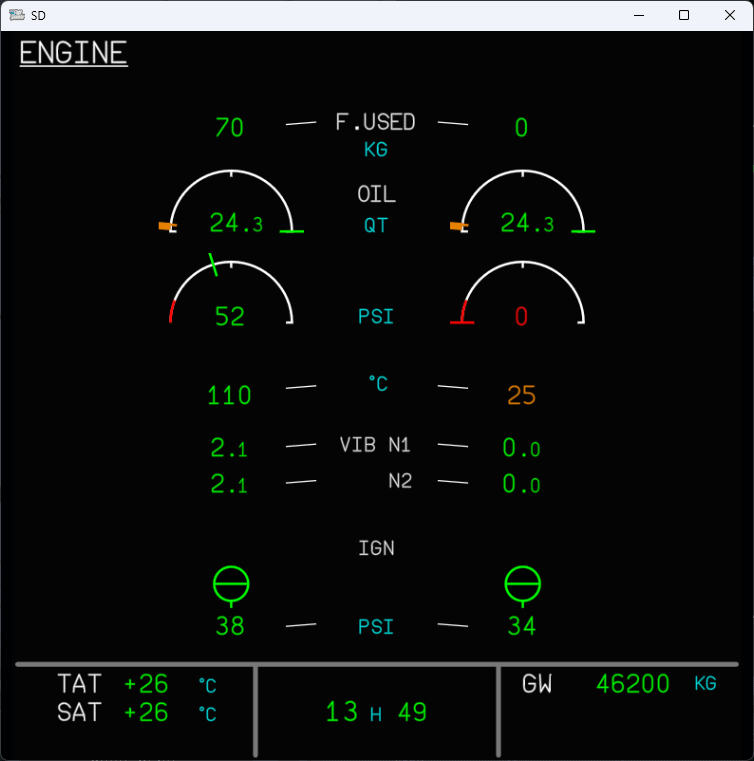 SD
ENGINE
70 F.USED 0
KG
OIL
24.3 QT 24.3
52 PSI 0
°C
110 25
2.1 VIB N1 0.0
2.1 N2 0.0
IGN
38 PSI 34
TAT +26 °C GW 46200 KG
SAT +26 °C 13 H 49